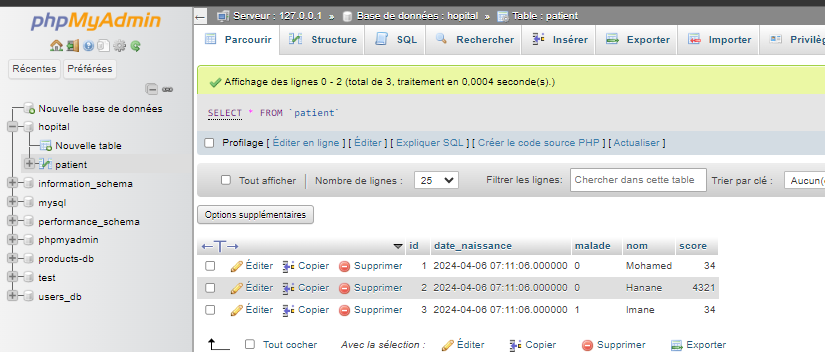 phpMyAdmin
Récentes Préférées
Nouvelle base de données
hopital
Nouvelle table
patient
information_schema
mysql
performance_schema
phpmyadmin
products-db
test
users_db
Serveur : 127.0.0.1 » Base de données : hopital » Table : patient
Parcourir Structure SQL Rechercher Insérer Exporter Importer Privilèg
Affichage des lignes 0 - 2 (total de 3, traitement en 0,0004 seconde(s).)
SELECT * FROM `patient`
Profilage [ Éditer en ligne ] [ Éditer ] [ Expliquer SQL ] [ Créer le code source PHP ] [ Actualiser ]
Tout afficher Nombre de lignes : 25 Filtrer les lignes: Chercher dans cette table Trier par clé : Aucun(
Options supplémentaires
←T→ id date_naissance malade nom score
Éditer Copier Supprimer 1 2024-04-06 07:11:06.000000 0 Mohamed 34
Éditer Copier Supprimer 2 2024-04-06 07:11:06.000000 0 Hanane 4321
Éditer Copier Supprimer 3 2024-04-06 07:11:06.000000 1 Imane 34
Tout cocher Avec la sélection : Éditer Copier Supprimer Exporter